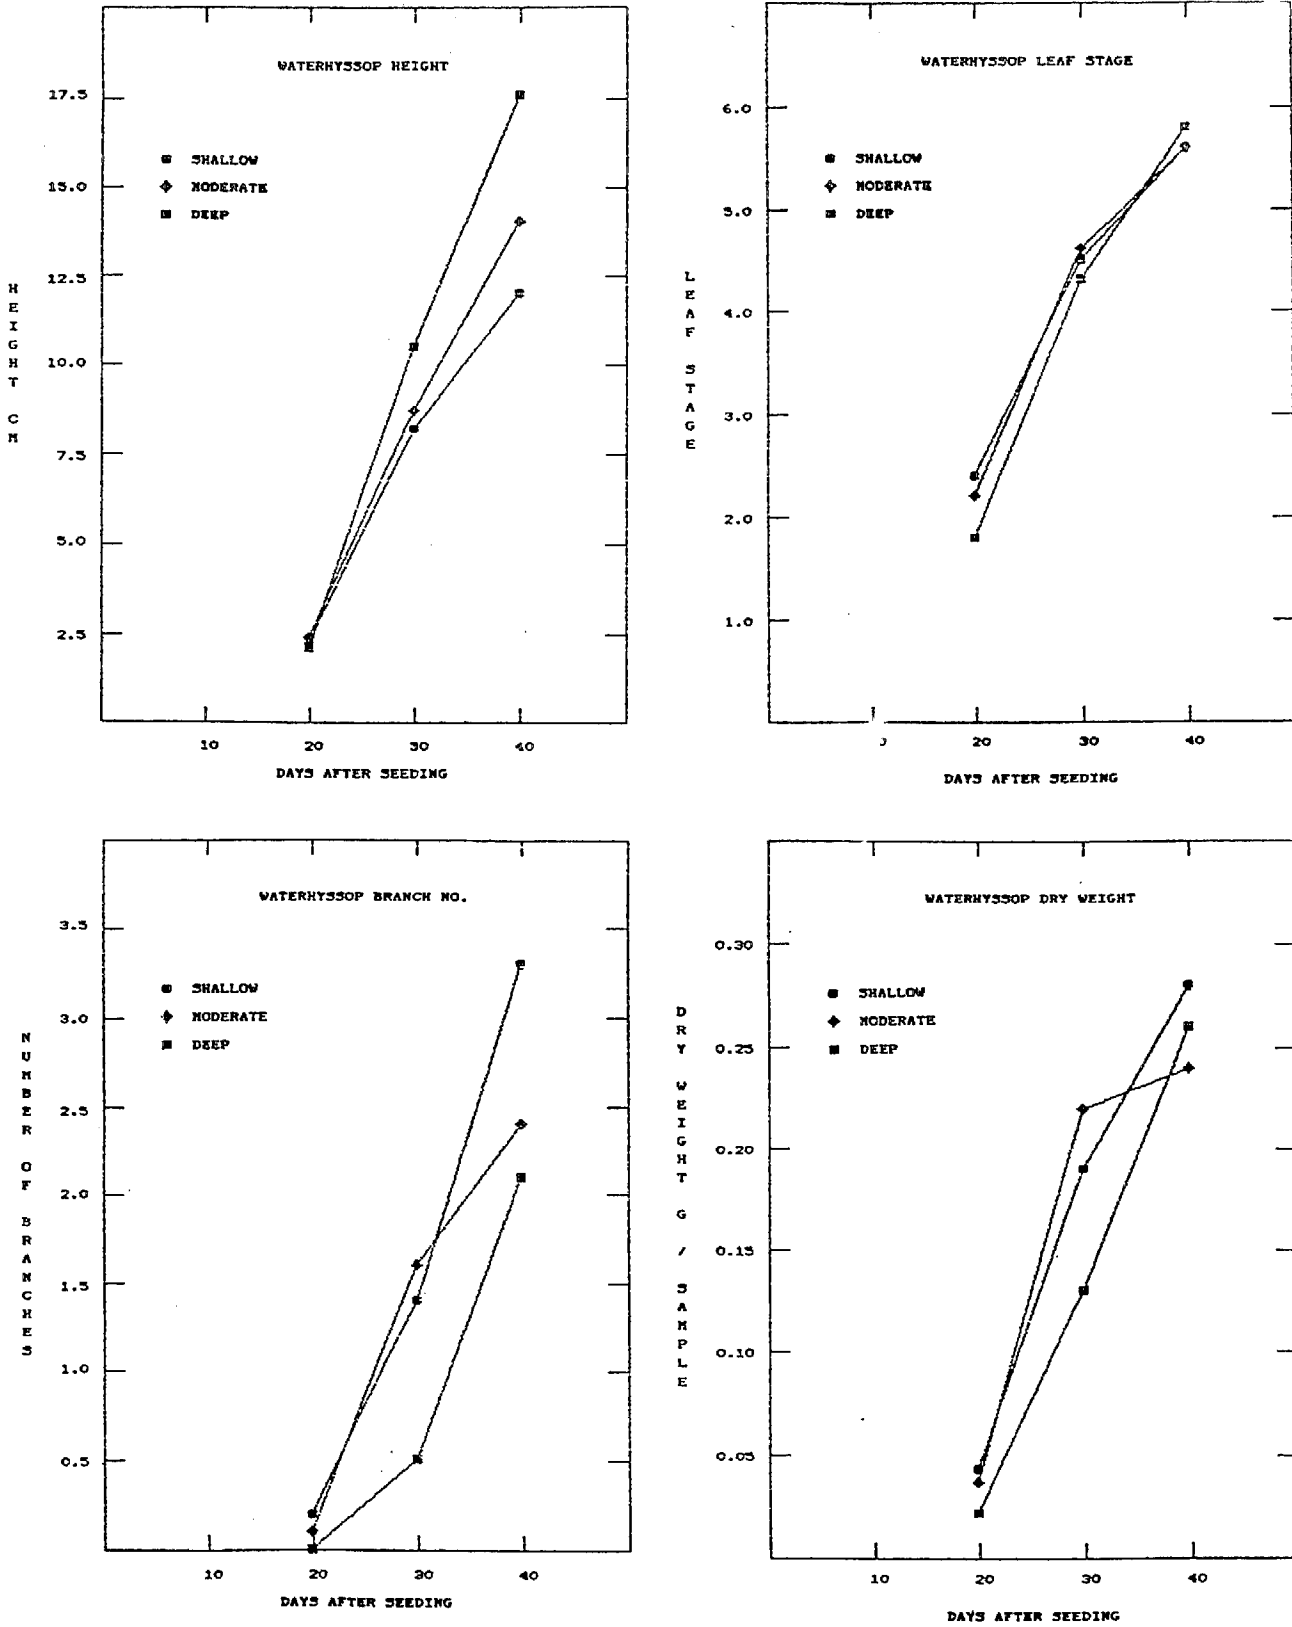 WATERHYSSOP HEIGHT
17.5
15.0
12.5
10.0
7.5
5.0
2.5
SHALLOW
MODERATE
DEEP
HEIGHT CM
10 20 30 40
DAYS AFTER SEEDING
WATERHYSSOP LEAF STAGE
6.0
5.0
4.0
3.0
2.0
1.0
SHALLOW
MODERATE
DEEP
LEAF STAGE
20 30 40
DAYS AFTER SEEDING
WATERHYSSOP BRANCH NO.
3.5
3.0
2.5
2.0
1.5
1.0
0.5
SHALLOW
MODERATE
DEEP
NUMBER OF BRANCHES
10 20 30 40
DAYS AFTER SEEDING
WATERHYSSOP DRY WEIGHT
0.30
0.25
0.20
0.15
0.10
0.05
SHALLOW
MODERATE
DEEP
DRY WEIGHT G / SAMPLE
10 20 30 40
DAYS AFTER SEEDING